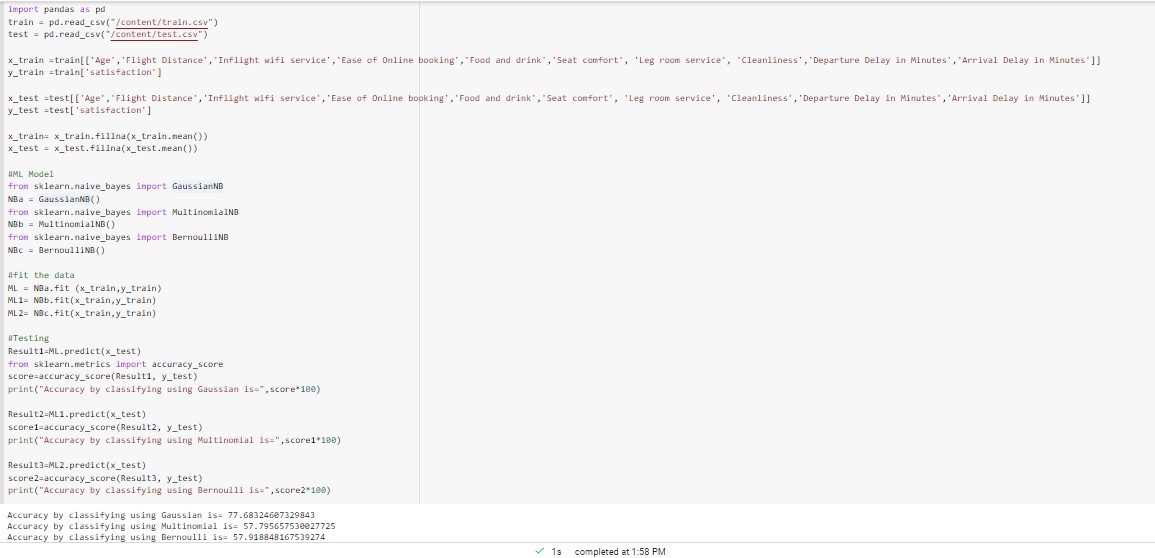 import pandas as pd
train = pd.read_csv("/content/train.csv")
test = pd.read_csv("/content/test.csv")
x_train =train[['Age','Flight Distance','Inflight wifi service','Ease of Online booking','Food and drink','Seat comfort', 'Leg room service', 'Cleanliness','Departure Delay in Minutes','Arrival Delay in Minutes']]
y_train =train['satisfaction']
x_test =test[['Age','Flight Distance','Inflight wifi service','Ease of Online booking','Food and drink','Seat comfort', 'Leg room service', 'Cleanliness','Departure Delay in Minutes','Arrival Delay in Minutes']]
y_test =test['satisfaction']
x_train= x_train.fillna(x_train.mean())
x_test = x_test.fillna(x_test.mean())
#ML Model
from sklearn.naive_bayes import GaussianNB
NBa = GaussianNB()
from sklearn.naive_bayes import MultinomialNB
NBb = MultinomialNB()
from sklearn.naive_bayes import BernoulliNB
NBc = BernoulliNB()
#fit the data
ML = NBa.fit (x_train,y_train)
ML1= NBb.fit(x_train,y_train)
ML2= NBc.fit(x_train,y_train)
#Testing
Result1=ML.predict(x_test)
from sklearn.metrics import accuracy_score
score=accuracy_score(Result1, y_test)
print("Accuracy by classifying using Gaussian is=",score*100)
Result2=ML1.predict(x_test)
score1=accuracy_score(Result2, y_test)
print("Accuracy by classifying using Multinomial is=",score1*100)
Result3=ML2.predict(x_test)
score2=accuracy_score(Result3, y_test)
print("Accuracy by classifying using Bernoulli is=",score2*100)
Accuracy by classifying using Gaussian is= 77.68324607329843
Accuracy by classifying using Multinomial is= 57.795657530027725
Accuracy by classifying using Bernoulli is= 57.918848167539274
1s completed at 1:58 PM